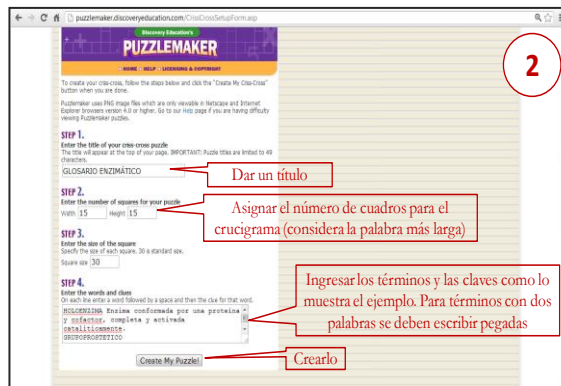 puzzlemaker.discoveryeducation.com/CrissCrossSetupForm.asp
Discovery Education's
PUZZLEMAKER
HOME HELP LICENSING & COPYRIGHT
2
To create your criss-cross, follow the steps below and click the "Create My Criss-Cross"
button when you are done.
Puzzlemaker uses PNG image files which are only viewable in Netscape and Internet
Explorer browsers version 4.0 or higher. Go to our Help page if you are having difficulty
viewing Puzzlemaker puzzles.
STEP 1.
Enter the title of your criss-cross puzzle
The title will appear at the top of your page. IMPORTANT: Puzzle titles are limited to 49
characters.
GLOSARIO ENZIMÁTICO
Dar un título
STEP 2.
Enter the number of squares for your puzzle
Width 15 Height 15
Asignar el número de cuadros para el
crucigrama (considera la palabra más larga)
STEP 3.
Enter the size of the square
Specify the size of each square. 30 is standard size.
Square size 30
STEP 4.
Enter the words and clues
On each line enter a word followed by a space and then the clue for that word.
HOLOENZIMA Enzima conformada por una proteína
y cofactor, completa y activada
catalíticamente.
GRUPOPROSTETICO
Ingresar los términos y las claves como lo
muestra el ejemplo. Para términos con dos
palabras se deben escribir pegadas
Create My Puzzle!
Crearlo